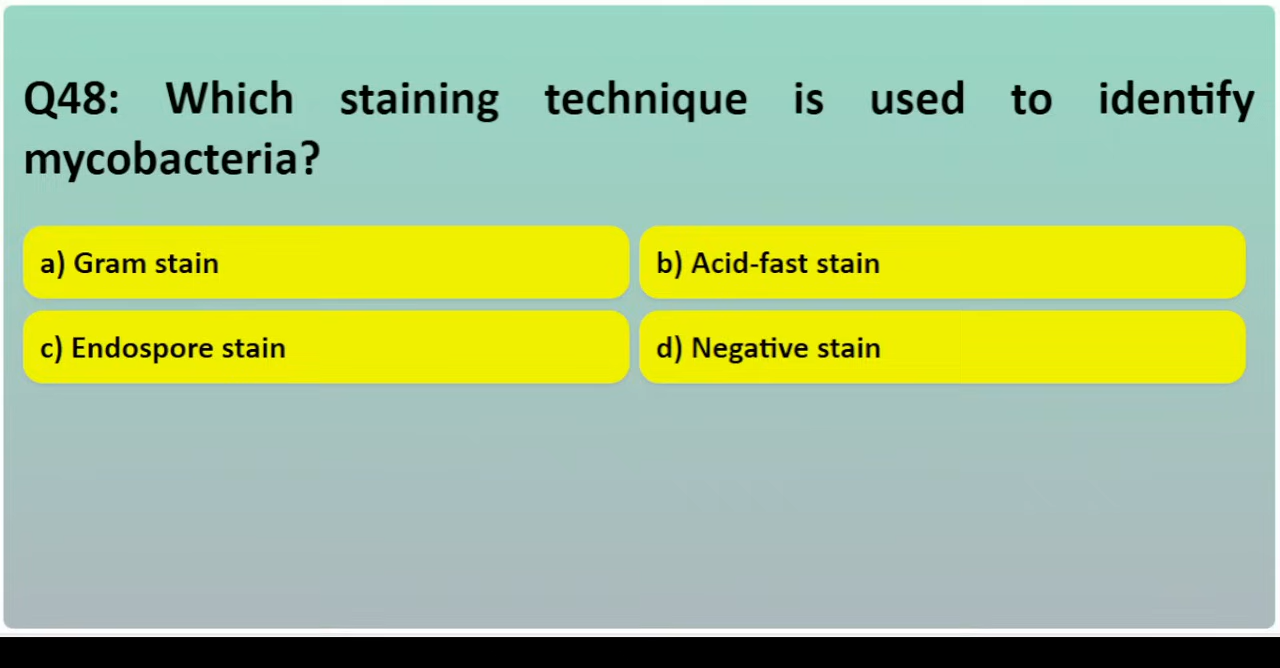 Q48: Which staining technique is used to identify
mycobacteria?
a) Gram stain
b) Acid-fast stain
c) Endospore stain
d) Negative stain